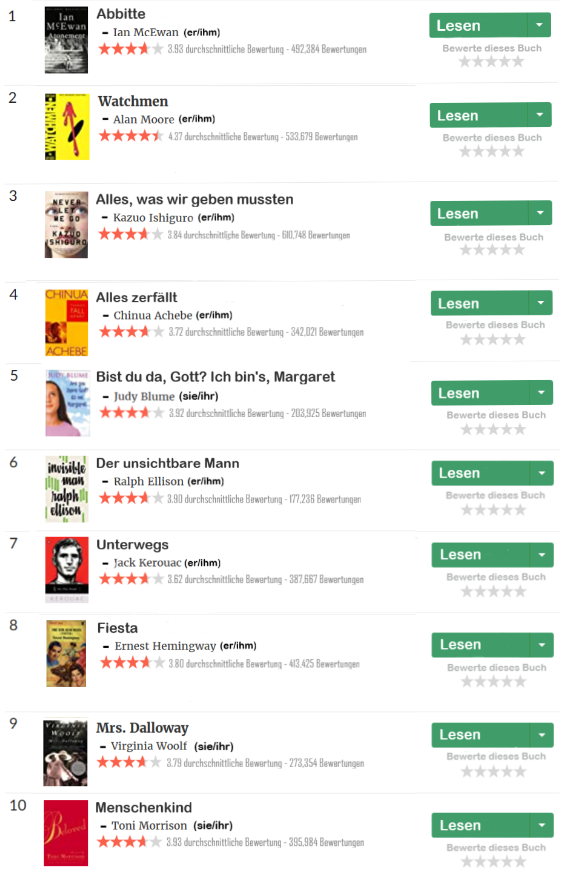 1
Ian
McEwan
Atonement
Abbitte
– Ian McEwan (er/ihm)
3.93 durchschnittliche Bewertung - 492,384 Bewertungen
Lesen
Bewerte dieses Buch
2
WATCHMEN
Watchmen
– Alan Moore (er/ihm)
4.37 durchschnittliche Bewertung - 533,679 Bewertungen
Lesen
Bewerte dieses Buch
3
NEVER
LET
ME
GO
KAZUO
ISHIGURO
Alles, was wir geben mussten
– Kazuo Ishiguro (er/ihm)
3.84 durchschnittliche Bewertung - 610,748 Bewertungen
Lesen
Bewerte dieses Buch
4
CHINUA
FALL
APART
ACHEBE
Alles zerfällt
– Chinua Achebe (er/ihm)
3.72 durchschnittliche Bewertung - 342,021 Bewertungen
Lesen
Bewerte dieses Buch
5
JUDY BLUME
Are you
there God?
It's me,
Margaret.
Bist du da, Gott? Ich bin's, Margaret
– Judy Blume (sie/ihr)
3.92 durchschnittliche Bewertung - 203,925 Bewertungen
Lesen
Bewerte dieses Buch
6
invisible
man
ralph
ellison
Der unsichtbare Mann
– Ralph Ellison (er/ihm)
3.90 durchschnittliche Bewertung - 177,236 Bewertungen
Lesen
Bewerte dieses Buch
7
KEROUAC
Unterwegs
– Jack Kerouac (er/ihm)
3.62 durchschnittliche Bewertung - 387,667 Bewertungen
Lesen
Bewerte dieses Buch
8
Fiesta
– Ernest Hemingway (er/ihm)
3.80 durchschnittliche Bewertung - 413,425 Bewertungen
Lesen
Bewerte dieses Buch
9
VIRGINIA
WOOLF
Mrs. Dalloway
Mrs. Dalloway
– Virginia Woolf (sie/ihr)
3.79 durchschnittliche Bewertung - 273,354 Bewertungen
Lesen
Bewerte dieses Buch
10
Beloved
TONI MORRISON
Menschenkind
– Toni Morrison (sie/ihr)
3.93 durchschnittliche Bewertung - 395,984 Bewertungen
Lesen
Bewerte dieses Buch